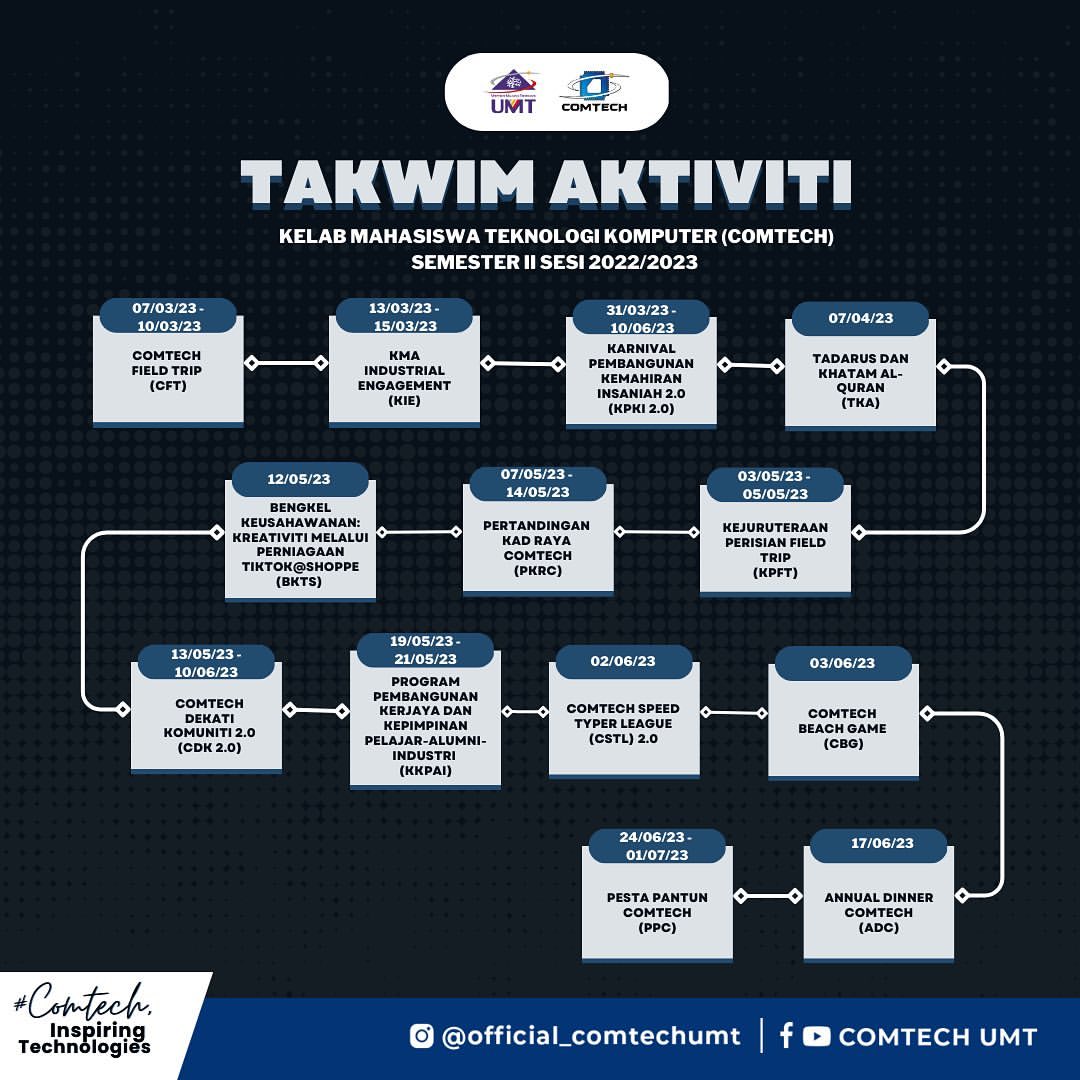 UMT
COMTECH
TAKWIM AKTIVITI
KELAB MAHASISWA TEKNOLOGI KOMPUTER (COMTECH)
SEMESTER II SESI 2022/2023
07/03/23 -
10/03/23
COMTECH
FIELD TRIP
(CFT)
13/03/23 -
15/03/23
KMA
INDUSTRIAL
ENGAGEMENT
(KIE)
31/03/23 -
10/06/23
KARNIVAL
PEMBANGUNAN
KEMAHIRAN
INSANIAH 2.0
(KPKI 2.0)
07/04/23
TADARUS DAN
KHATAM AL-
QURAN
(TKA)
03/05/23 -
05/05/23
KEJURUTERAAN
PERISIAN FIELD
TRIP
(KPFT)
07/05/23 -
14/05/23
PERTANDINGAN
KAD RAYA
COMTECH
(PKRC)
12/05/23
BENGKEL
KEUSAHAWANAN:
KREATIVITI MELALUI
PERNIAGAAN
TIKTOK@SHOPPE
(BKTS)
13/05/23 -
10/06/23
COMTECH
DEKATI
KOMUNITI 2.0
(CDK 2.0)
19/05/23 -
21/05/23
PROGRAM
PEMBANGUNAN
KERJAYA DAN
KEPIMPINAN
PELAJAR-ALUMNI-
INDUSTRI
(KKPAI)
02/06/23
COMTECH SPEED
TYPER LEAGUE
(CSTL) 2.0
03/06/23
COMTECH
BEACH GAME
(CBG)
17/06/23
ANNUAL DINNER
COMTECH
(ADC)
24/06/23 -
01/07/23
PESTA PANTUN
COMTECH
(PPC)
#Comtech,
Inspiring
Technologies
@official_comtechumt
COMTECH UMT